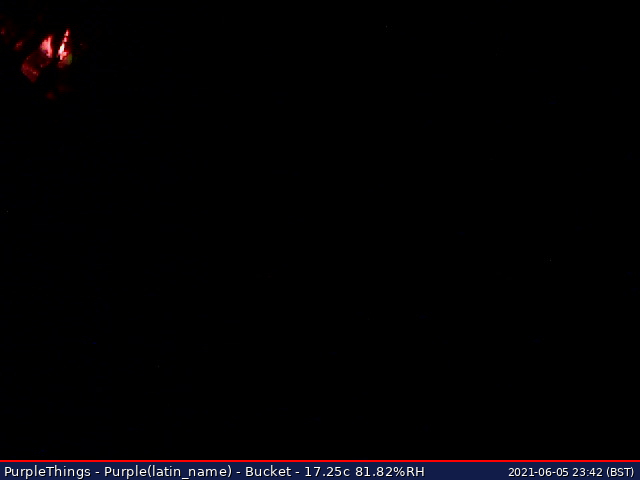 PurpleThings - Purple(latin_name) - Bucket - 17.25c 81.82%RH
2021-06-05 23:42 (BST)